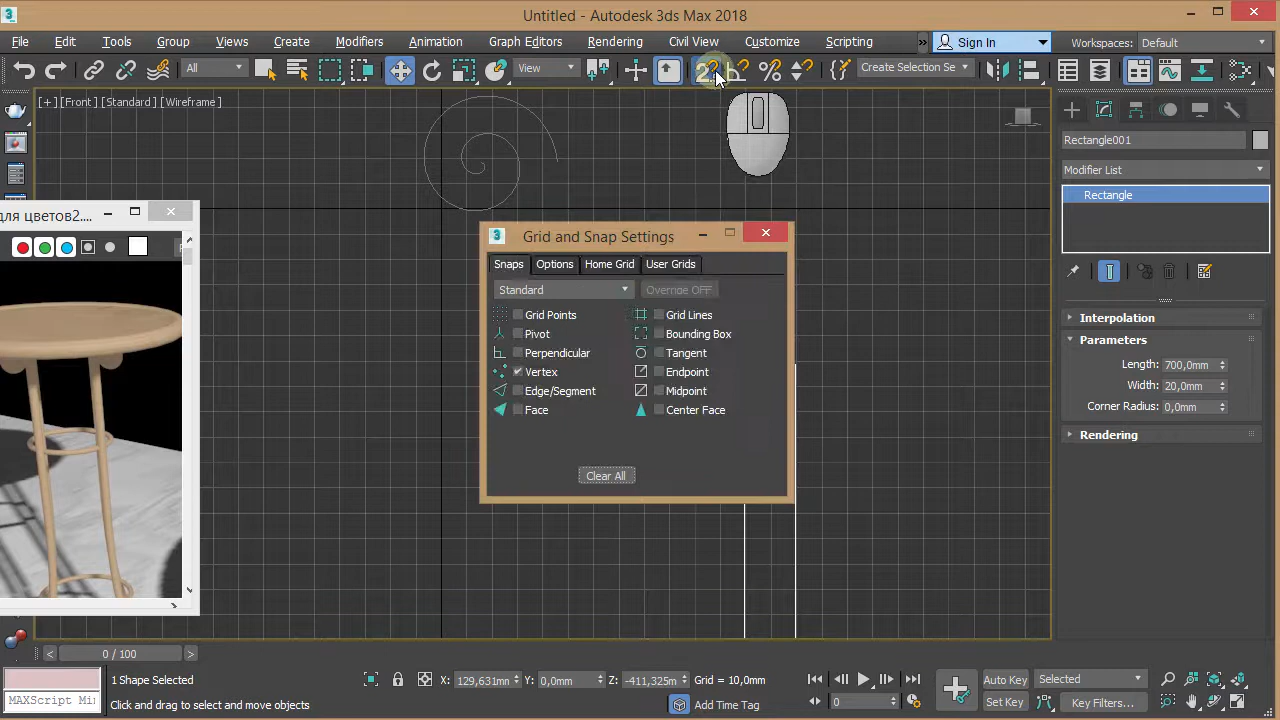 Untitled - Autodesk 3ds Max 2018
File Edit Tools Group Views Create Modifiers Animation Graph Editors Rendering Civil View Customize Scripting » Sign In Workspaces: Default
All View 2 Create Selection Se
[+] [Front] [Standard] [Wireframe]
Rectangle001
Modifier List
Rectangle
для цветов2....
Grid and Snap Settings
Snaps Options Home Grid User Grids
Standard Override OFF
Grid Points Grid Lines
Pivot Bounding Box
Perpendicular Tangent
Vertex Endpoint
Edge/Segment Midpoint
Face Center Face
Clear All
Interpolation
Parameters
Length: 700,0mm
Width: 20,0mm
Corner Radius: 0,0mm
Rendering
< 0 / 100 >
1 Shape Selected X: 129,631mm Y: 0,0mm Z: -411,325m Grid = 10,0mm Auto Key Selected
MAXScript Min Click and drag to select and move objects Add Time Tag 0 Set Key Key Filters...